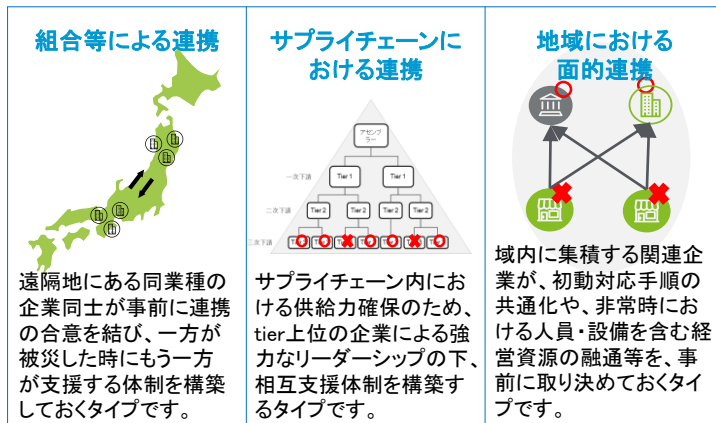 組合等による連携
遠隔地にある同業種の
企業同士が事前に連携
の合意を結び、一方が
被災した時にもう一方
が支援する体制を構築
しておくタイプです。
サプライチェーンに
おける連携
アセンブ
ラー
一次下請
Tier 1
Tier 1
二次下請
Tier 2
Tier 2
Tier 2
Tier 2
三次下請
サプライチェーン内にお
ける供給力確保のため、
tier上位の企業による強
力なリーダーシップの下、
相互支援体制を構築す
るタイプです。
地域における
面的連携
域内に集積する関連企
業が、初動対応手順の
共通化や、非常時にお
ける人員・設備を含む経
営資源の融通等を、事
前に取り決めておくタイ
プです。